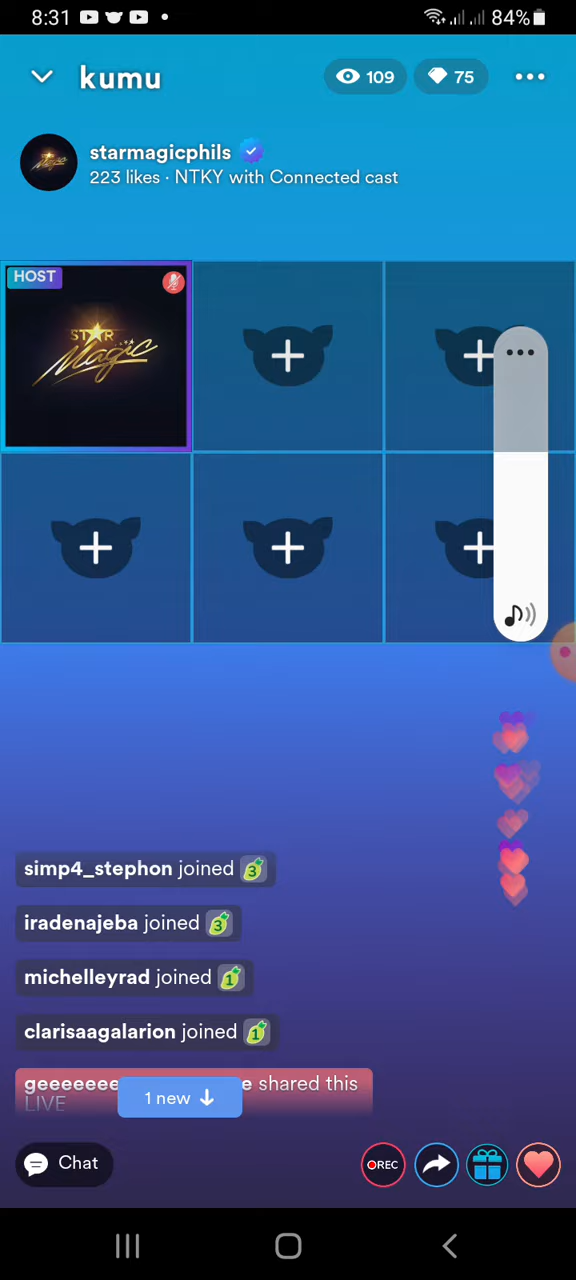 8:31
84%
kumu
109
75
starmagicphils
223 likes · NTKY with Connected cast
HOST
STAR
Magic
simp4_stephon joined 3
iradenajeba joined 3
michelleyrad joined 1
clarisaagalarion joined 1
shared this
LIVE
1 new
Chat
REC